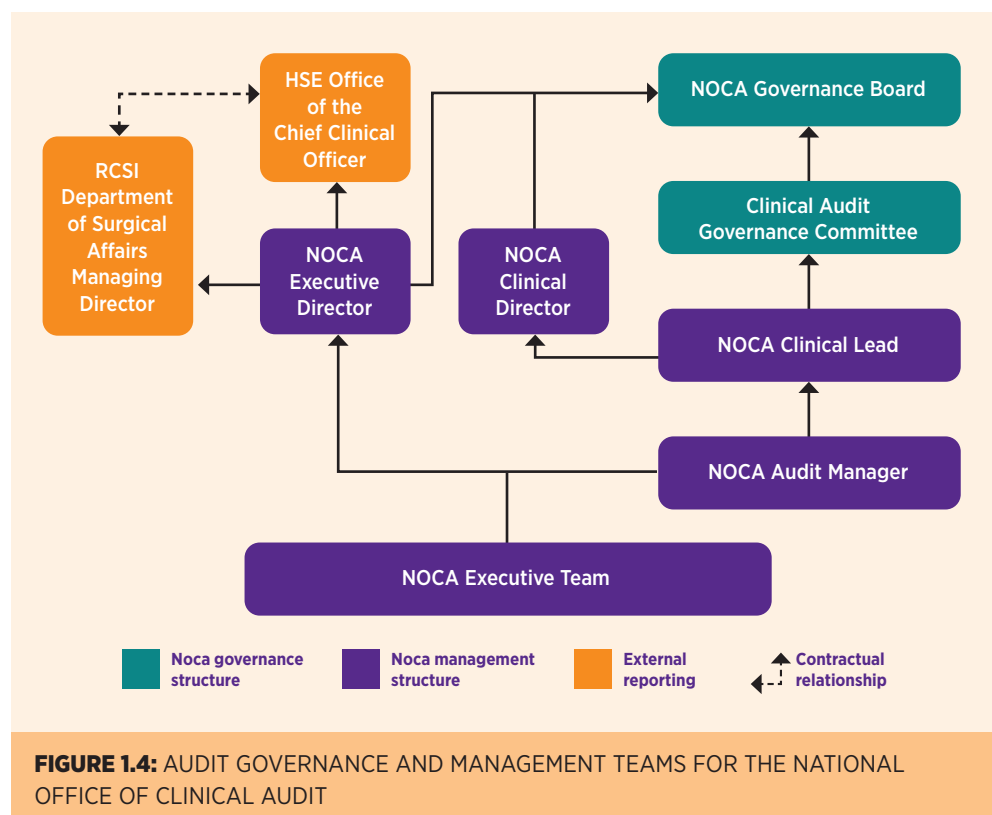 HSE Office
of the
Chief Clinical
Officer
NOCA Governance Board
RCSI
Department
of Surgical
Affairs
Managing
Director
Clinical Audit
Governance Committee
NOCA
Executive
Director
NOCA
Clinical
Director
NOCA Clinical Lead
NOCA Audit Manager
NOCA Executive Team
Noca governance
structure
Noca management
structure
External
reporting
Contractual
relationship
FIGURE 1.4: AUDIT GOVERNANCE AND MANAGEMENT TEAMS FOR THE NATIONAL
OFFICE OF CLINICAL AUDIT